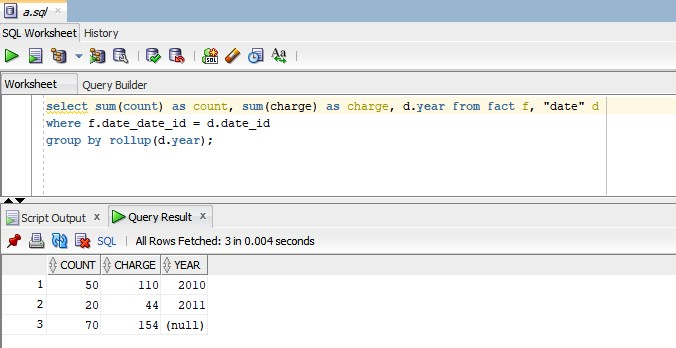 a.sql
SQL Worksheet History
Worksheet Query Builder
select sum(count) as count, sum(charge) as charge, d.year from fact f, "date" d
where f.date_date_id = d.date_id
group by rollup(d.year);
Script Output x Query Result x
SQL | All Rows Fetched: 3 in 0.004 seconds
COUNT CHARGE YEAR
1 50 110 2010
2 20 44 2011
3 70 154 (null)